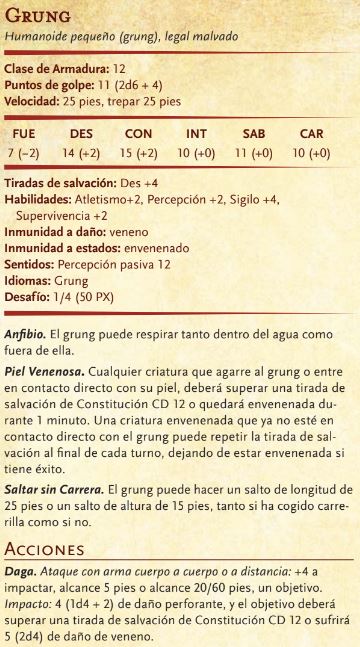 GRUNG
Humanoide pequeño (grung), legal malvado
Clase de Armadura: 12
Puntos de golpe: 11 (2d6 + 4)
Velocidad: 25 pies, trepar 25 pies
FUE DES CON INT SAB CAR
7 (−2) 14 (+2) 15 (+2) 10 (+0) 11 (+0) 10 (+0)
Tiradas de salvación: Des +4
Habilidades: Atletismo+2, Percepción +2, Sigilo +4,
Supervivencia +2
Inmunidad a daño: veneno
Inmunidad a estados: envenenado
Sentidos: Percepción pasiva 12
Idiomas: Grung
Desafío: 1/4 (50 PX)
Anfibio. El grung puede respirar tanto dentro del agua como
fuera de ella.
Piel Venenosa. Cualquier criatura que agarre al grung o entre
en contacto directo con su piel, deberá superar una tirada de
salvación de Constitución CD 12 o quedará envenenada du-
rante 1 minuto. Una criatura envenenada que ya no esté en
contacto directo con el grung puede repetir la tirada de sal-
vación al final de cada turno, dejando de estar envenenada si
tiene éxito.
Saltar sin Carrera. El grung puede hacer un salto de longitud de
25 pies o un salto de altura de 15 pies, tanto si ha cogido carre-
rilla como si no.
ACCIONES
Daga. Ataque con arma cuerpo a cuerpo o a distancia: +4 a
impactar, alcance 5 pies o alcance 20/60 pies, un objetivo.
Impacto: 4 (1d4 + 2) de daño perforante, y el objetivo deberá
superar una tirada de salvación de Constitución CD 12 o sufrirá
5 (2d4) de daño de veneno.